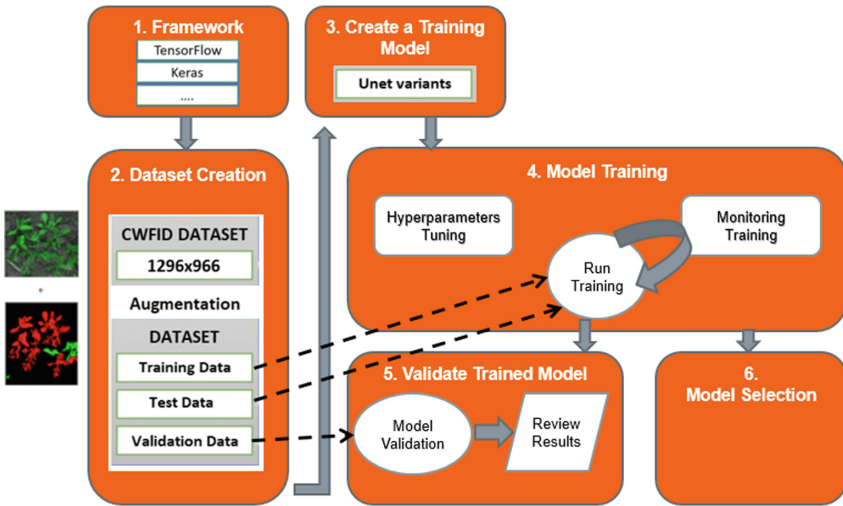 1. Framework
TensorFlow
Keras
....
2. Dataset Creation
CWFID DATASET
1296x966
Augmentation
DATASET
Training Data
Test Data
Validation Data
+
3. Create a Training
Model
Unet variants
4. Model Training
Hyperparameters
Tuning
Run
Training
Monitoring
Training
5. Validate Trained Model
Model
Validation
Review
Results
6.
Model Selection